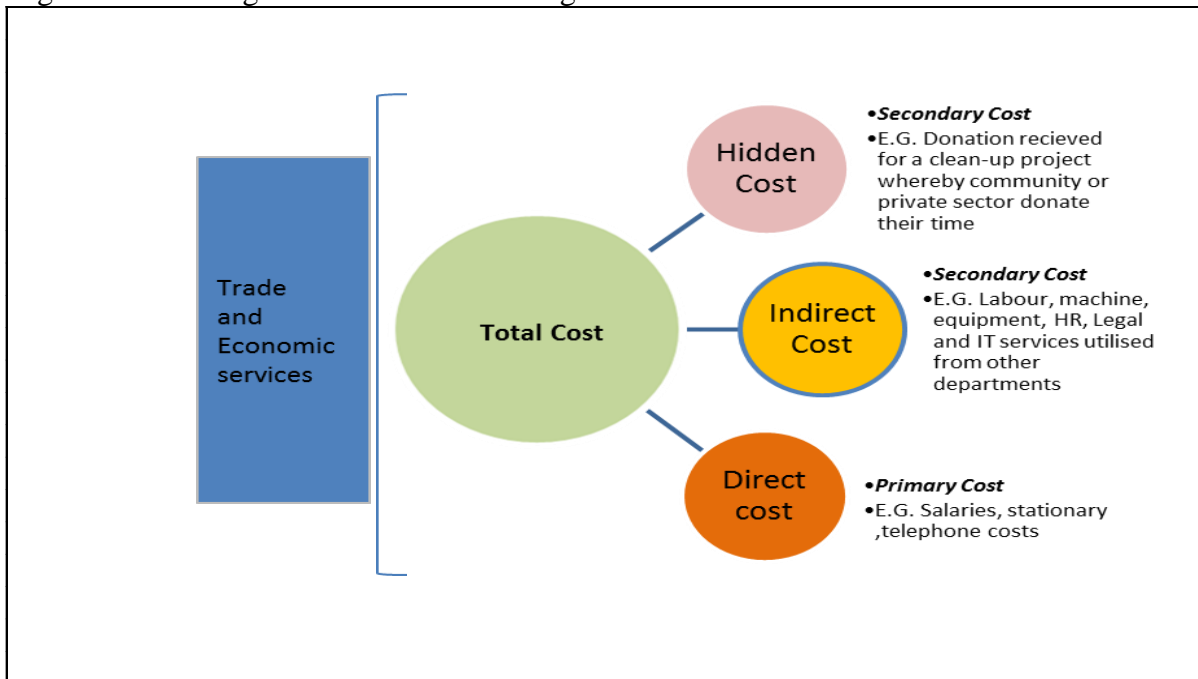 Trade
and
Economic
services
Total Cost
Hidden
Cost
•Secondary Cost
•E.G. Donation recieved
for a clean-up project
whereby community or
private sector donate
their time
Indirect
Cost
•Secondary Cost
•E.G. Labour, machine,
equipment, HR, Legal
and IT services utilised
from other
departments
Direct
cost
•Primary Cost
•E.G. Salaries, stationary
,telephone costs